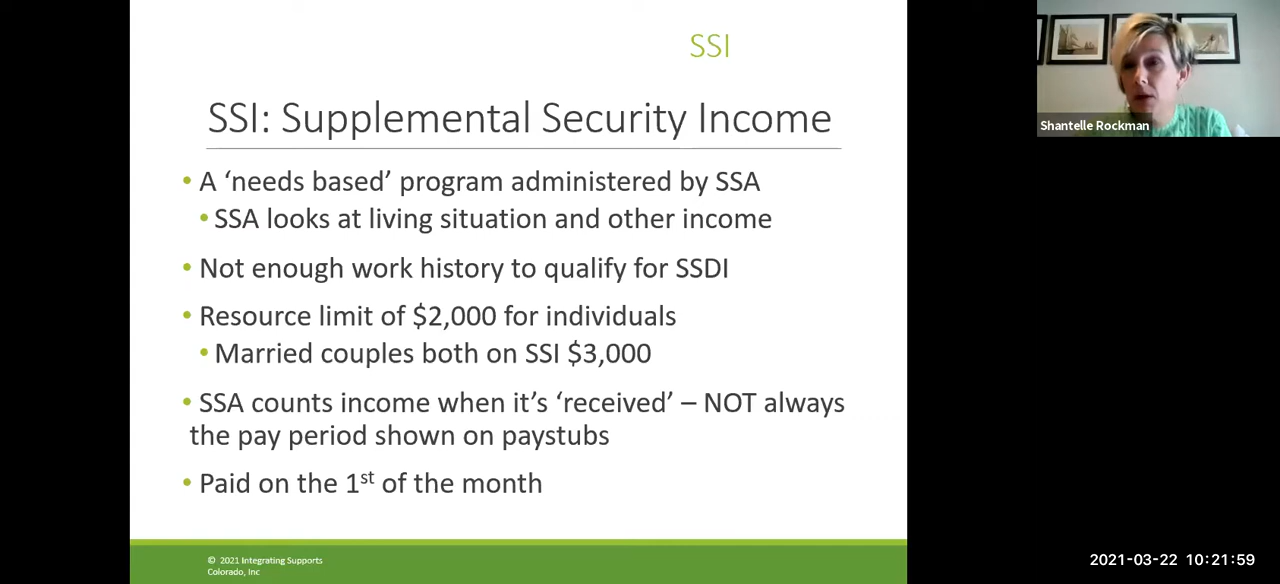 SSI
SSI: Supplemental Security Income
• A ‘needs based’ program administered by SSA
• SSA looks at living situation and other income
• Not enough work history to qualify for SSDI
• Resource limit of $2,000 for individuals
• Married couples both on SSI $3,000
• SSA counts income when it’s ‘received’ – NOT always
the pay period shown on paystubs
• Paid on the 1st of the month
© 2021 Integrating Supports
Colorado, Inc
Shantelle Rockman
2021-03-22 10:21:59